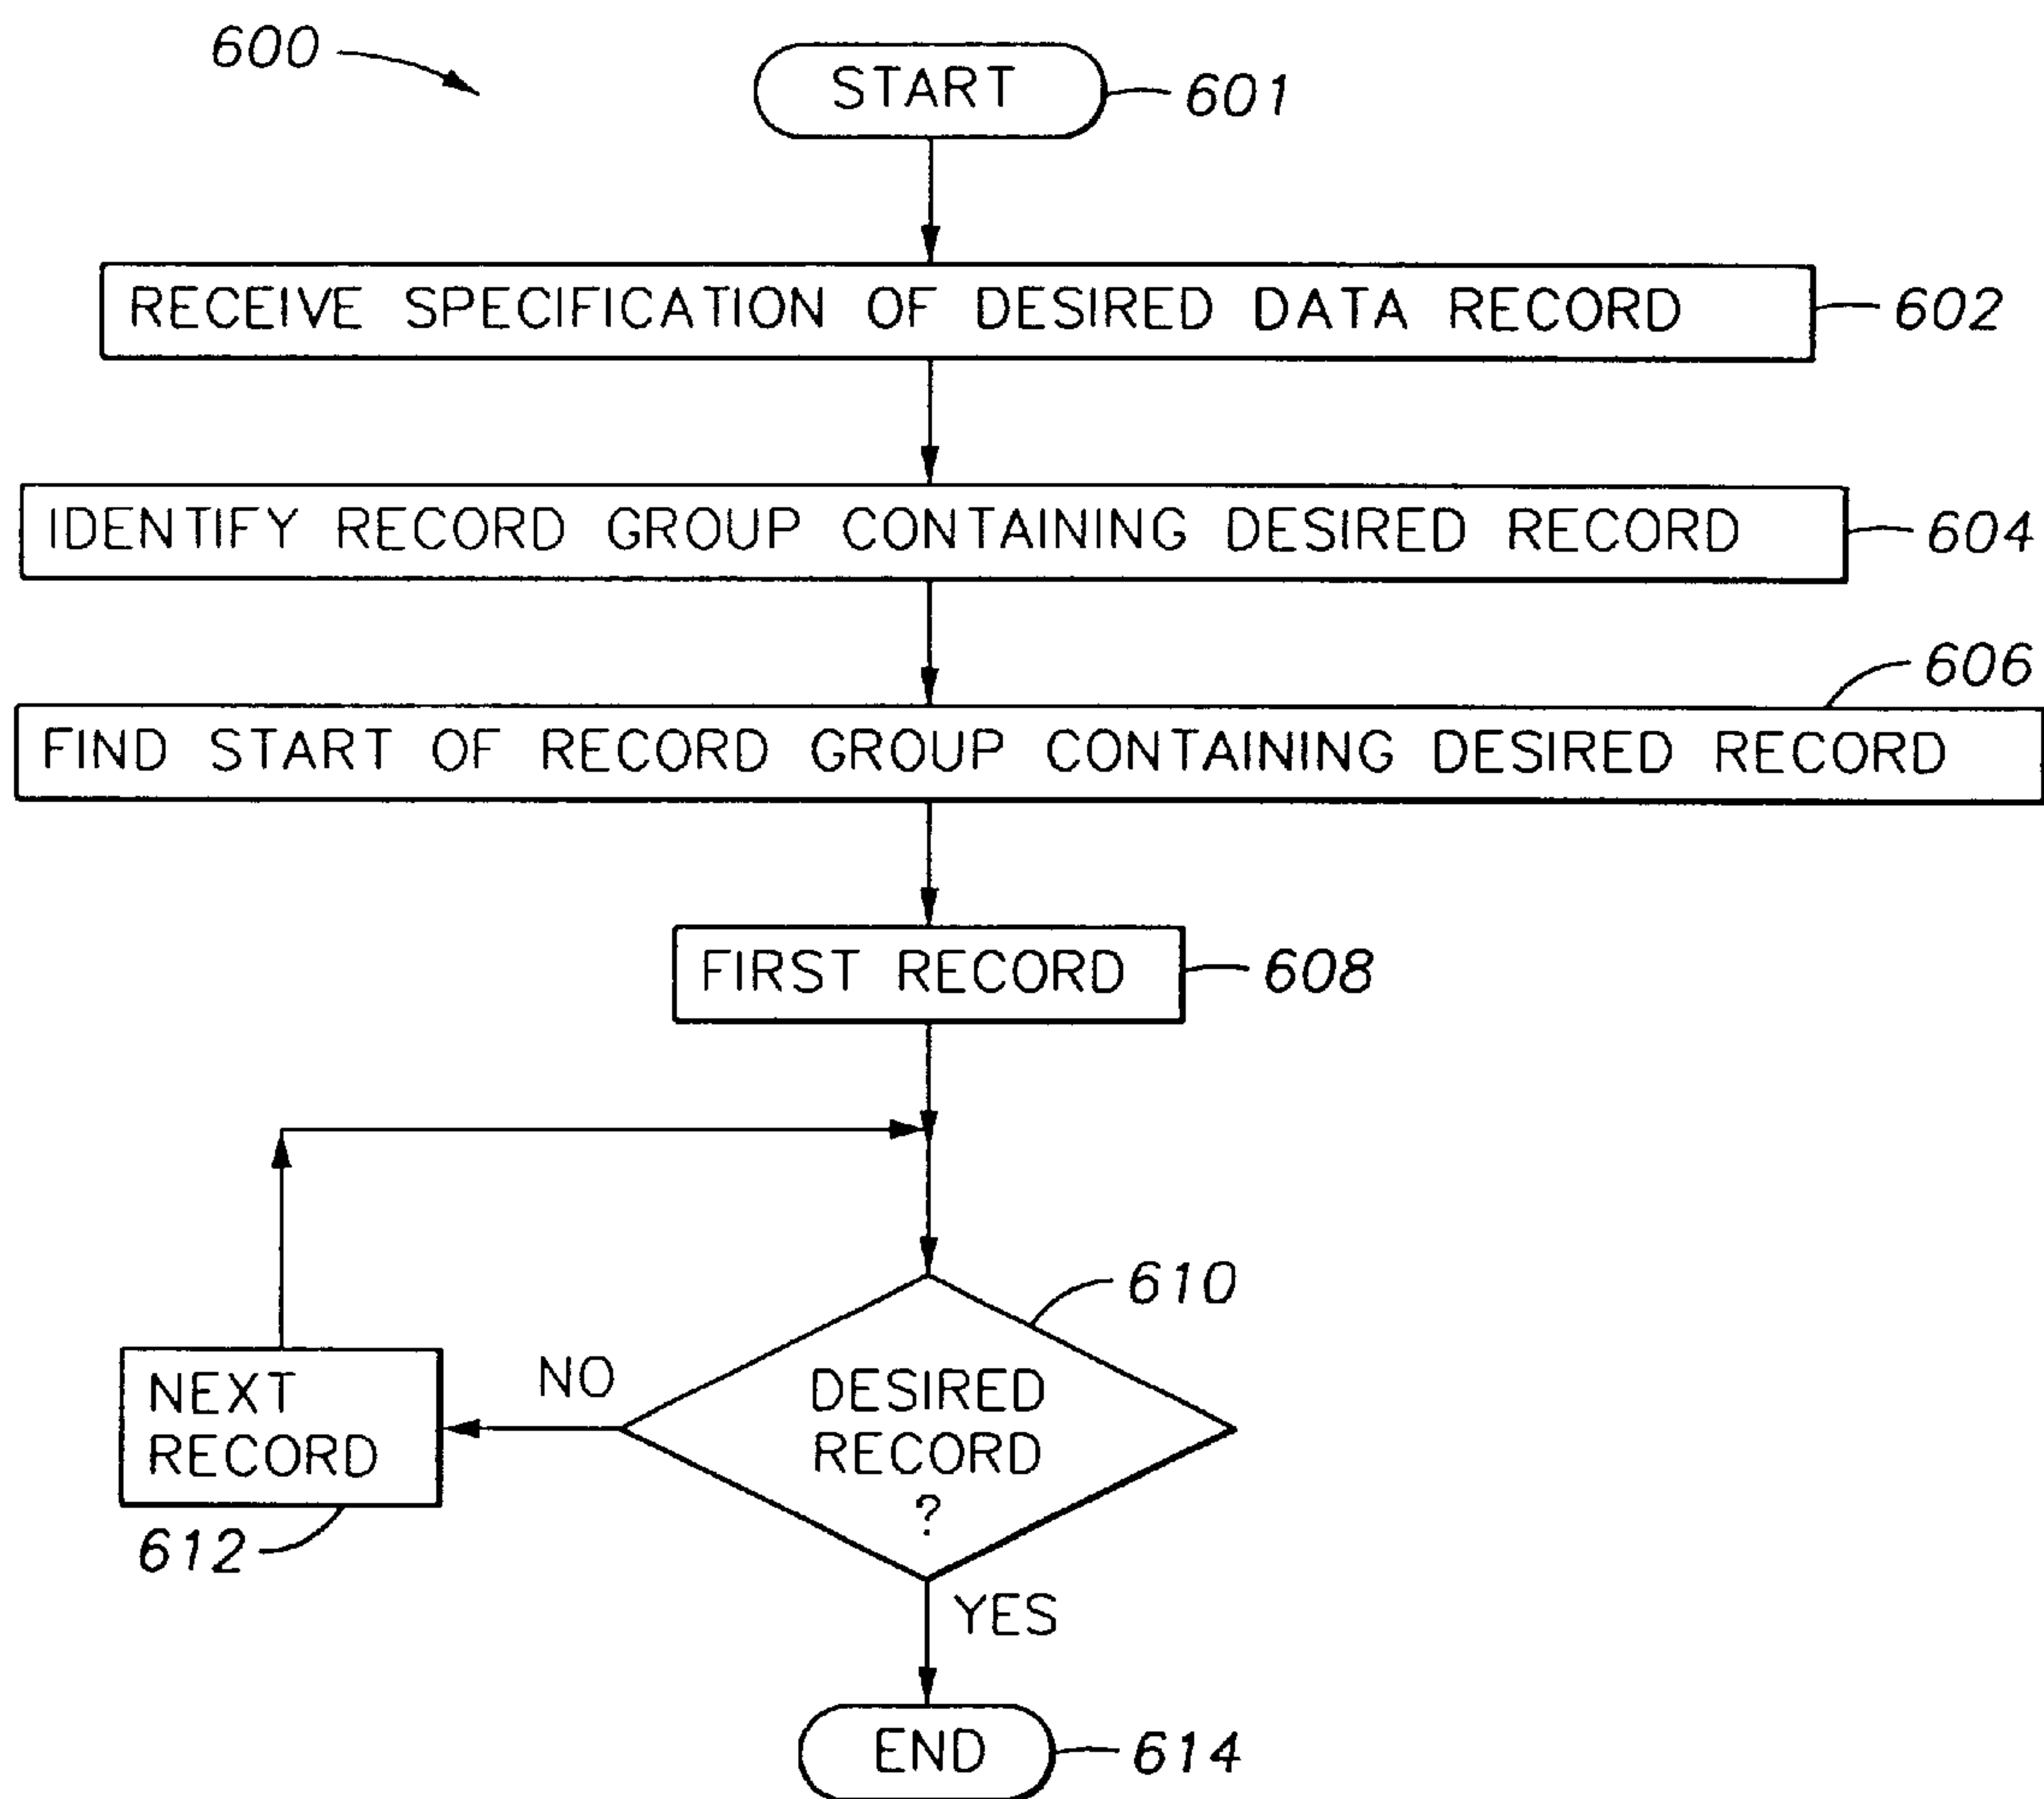 600
START
601
RECEIVE SPECIFICATION OF DESIRED DATA RECORD
602
IDENTIFY RECORD GROUP CONTAINING DESIRED RECORD
604
606
FIND START OF RECORD GROUP CONTAINING DESIRED RECORD
FIRST RECORD
608
610
NEXT
RECORD
NO
DESIRED
RECORD
?
612
YES
END
614